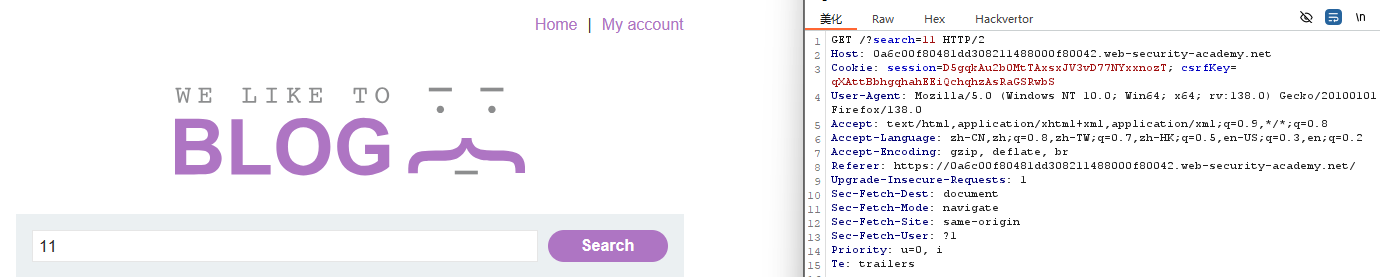 Home | My account
WE LIKE TO
BLOG
11
Search
美化 Raw Hex Hackvertor \n
1 GET /?search=11 HTTP/2
2 Host: 0a6c00f80481dd308211488000f80042.web-security-academy.net
3 Cookie: session=D5gqkAu2b0MtTAxsxJV3vD77NYxxnozT; csrfKey=
qXAttBbhgqhahEEiQchqhzAsRaGSRwbS
4 User-Agent: Mozilla/5.0 (Windows NT 10.0; Win64; x64; rv:138.0) Gecko/20100101
Firefox/138.0
5 Accept: text/html,application/xhtml+xml,application/xml;q=0.9,*/*;q=0.8
6 Accept-Language: zh-CN,zh;q=0.8,zh-TW;q=0.7,zh-HK;q=0.5,en-US;q=0.3,en;q=0.2
7 Accept-Encoding: gzip, deflate, br
8 Referer: https://0a6c00f80481dd308211488000f80042.web-security-academy.net/
9 Upgrade-Insecure-Requests: 1
10 Sec-Fetch-Dest: document
11 Sec-Fetch-Mode: navigate
12 Sec-Fetch-Site: same-origin
13 Sec-Fetch-User: ?1
14 Priority: u=0, i
15 Te: trailers